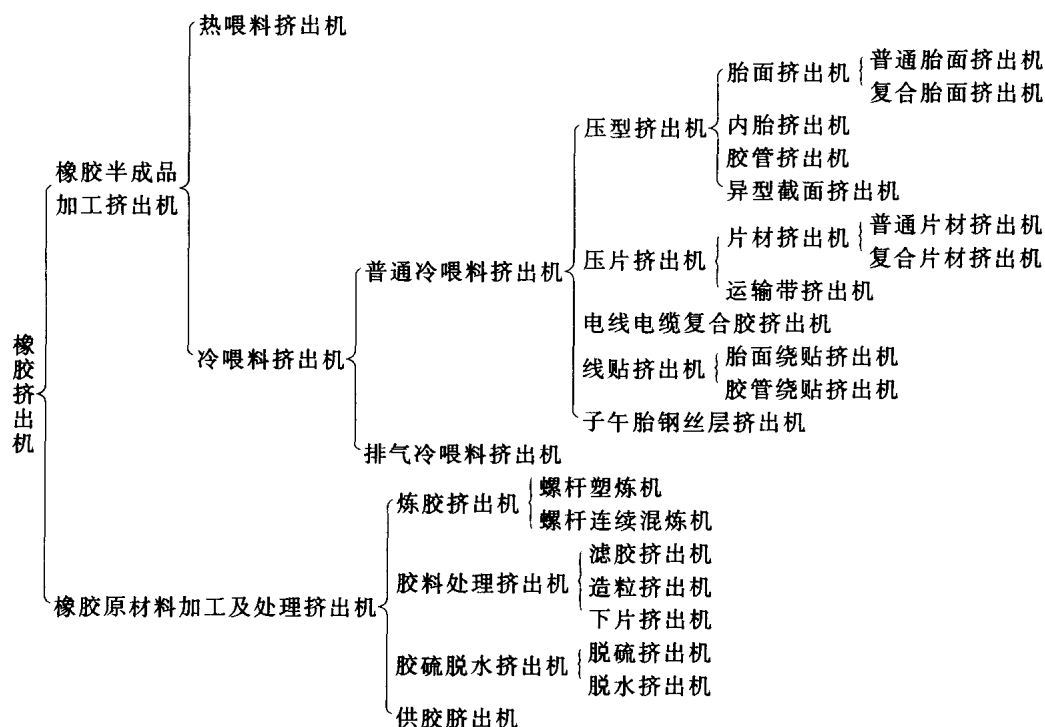 橡胶挤出机
橡胶半成品
加工挤出机
热喂料挤出机
冷喂料挤出机
普通冷喂料挤出机
压型挤出机
胎面挤出机
普通胎面挤出机
复合胎面挤出机
内胎挤出机
胶管挤出机
异型截面挤出机
压片挤出机
片材挤出机
普通片材挤出机
复合片材挤出机
运输带挤出机
电线电缆复合胶挤出机
线贴挤出机
胎面绕贴挤出机
胶管绕贴挤出机
子午胎钢丝层挤出机
排气冷喂料挤出机
橡胶原材料加工及处理挤出机
炼胶挤出机
螺杆塑炼机
螺杆连续混炼机
胶料处理挤出机
滤胶挤出机
造粒挤出机
下片挤出机
胶硫脱水挤出机
脱硫挤出机
脱水挤出机
供胶脐出机